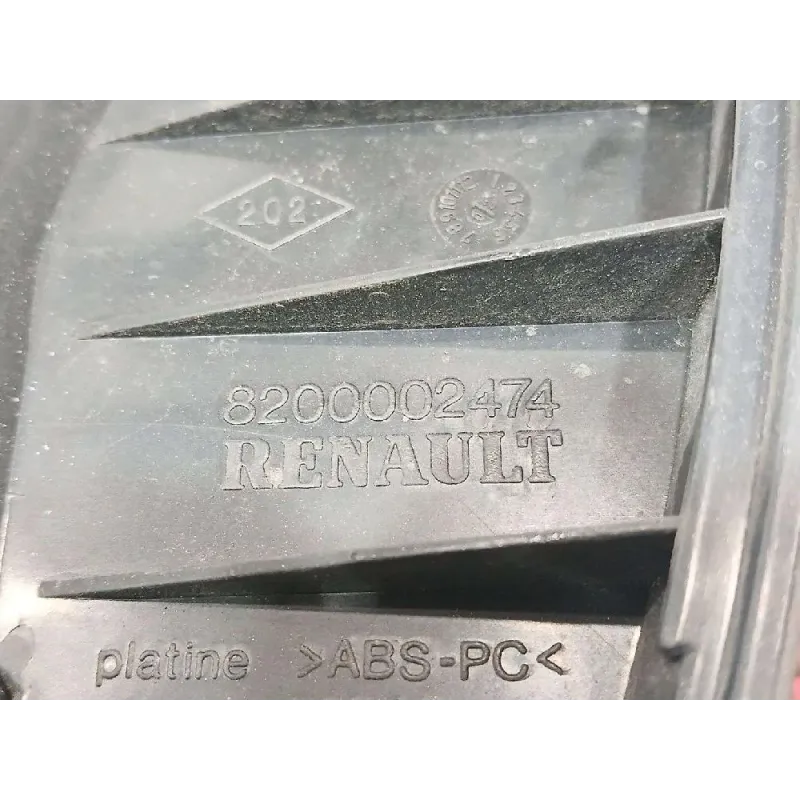 202
8200002474
RENAULT
platine >ABS-PC<